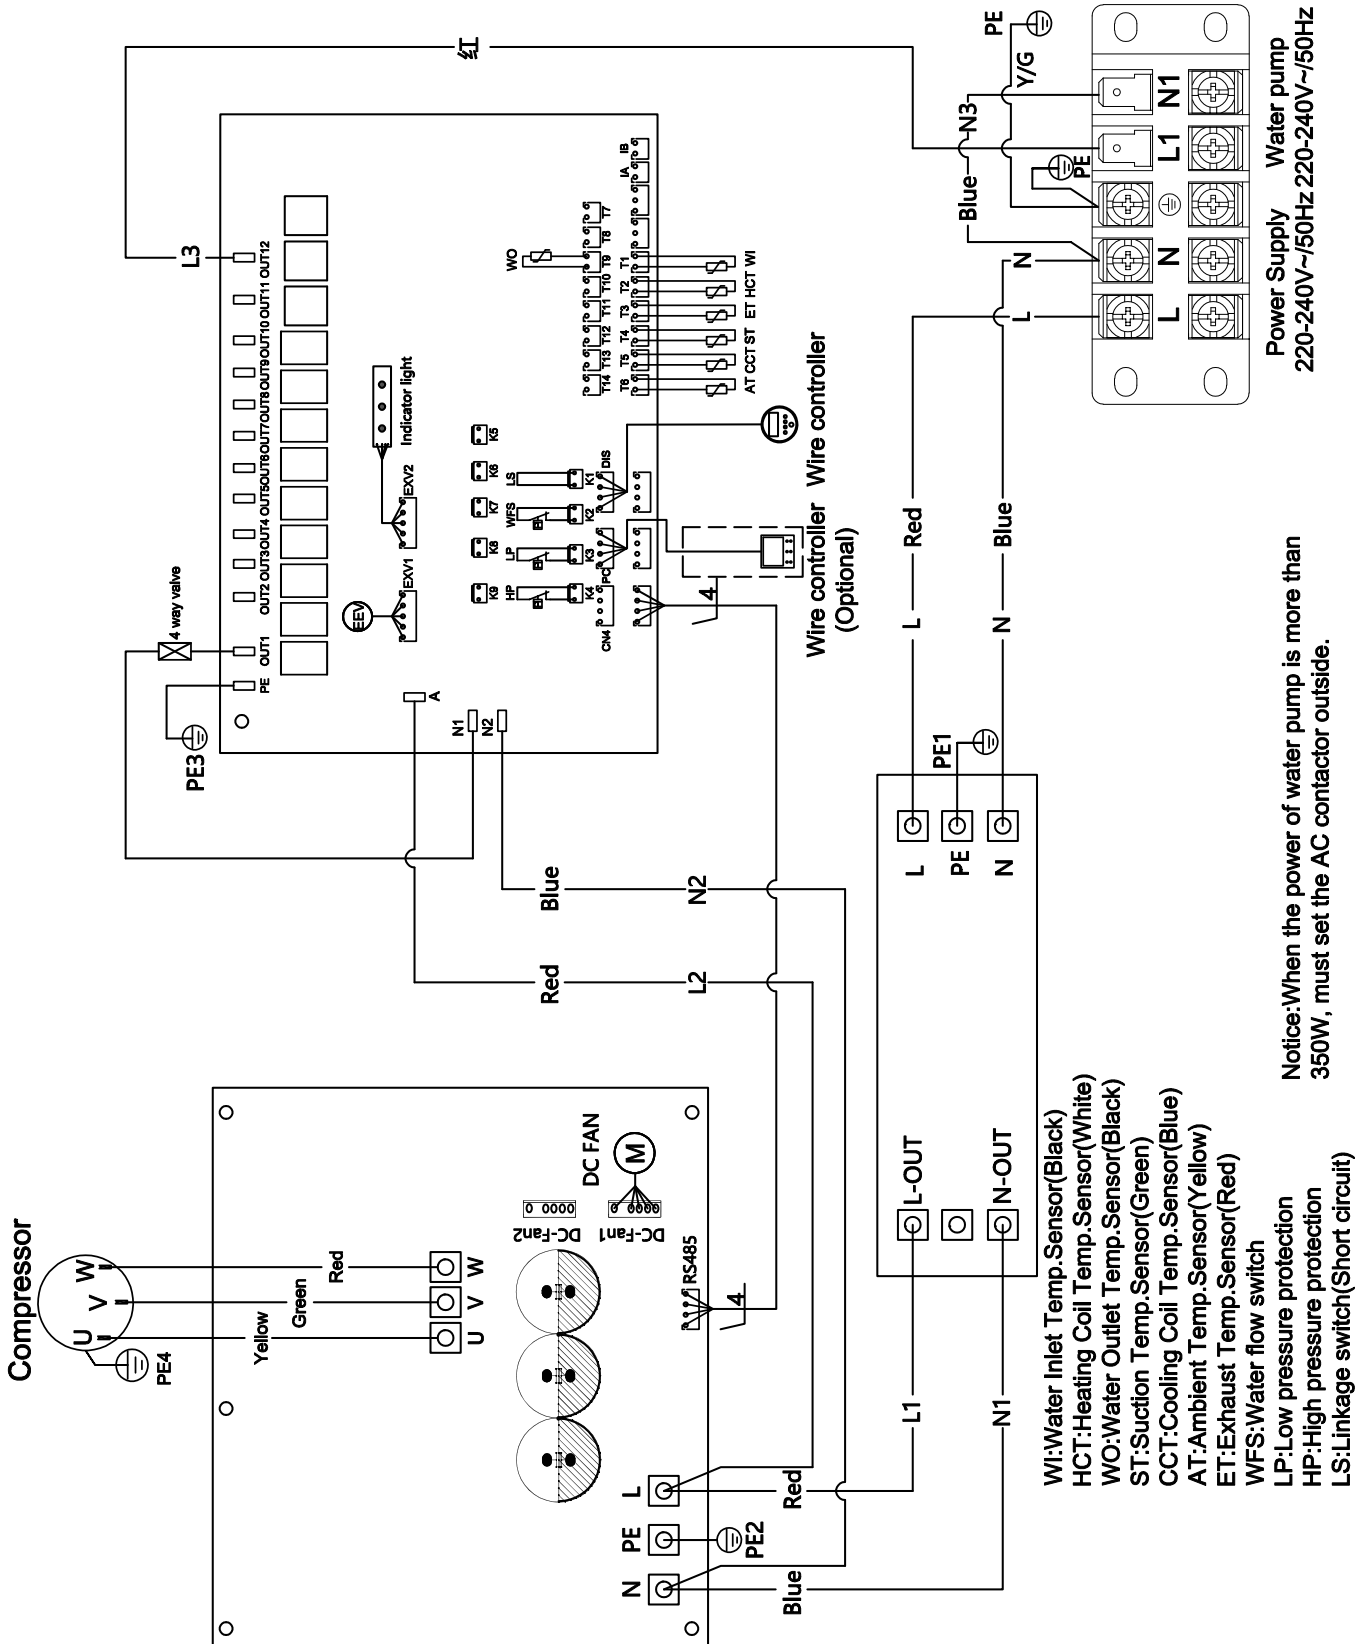 Compressor
U
V
W
PE4
Yellow
Green
Red
U
V
W
DC-Fan2
DC-Fan1
DC FAN
M
RS485
4
N
PE
L
PE2
Blue
Red
N1
L1
N-OUT
L-OUT
L
PE
N
PE1
L
Red
N
Blue
Red
L2
Blue
N2
PE3
4 way valve
L3
红
PE
OUT1
OUT2
OUT3
OUT4
OUT5
OUT6
OUT7
OUT8
OUT9
OUT10
OUT11
OUT12
A
N1
N2
EEV
EXV1
EXV2
Indicator light
K9
K8
K7
K6
K5
HP
LP
WFS
LS
K4
K3
K2
K1
CN4
PC
DIS
4
T14
T13
T12
T11
T10
T9
T8
T7
WO
T6
T5
T4
T3
T2
T1
IA
IB
AT
CCT
ST
ET
HCT
WI
Wire controller
(Optional)
Wire controller
PE
Y/G
N3
Blue
PE
N
L
L
N
L1
N1
Power Supply
220-240V~/50Hz
Water pump
220-240V~/50Hz
WI:Water Inlet Temp.Sensor(Black)
HCT:Heating Coil Temp.Sensor(White)
WO:Water Outlet Temp.Sensor(Black)
ST:Suction Temp.Sensor(Green)
CCT:Cooling Coil Temp.Sensor(Blue)
AT:Ambient Temp.Sensor(Yellow)
ET:Exhaust Temp.Sensor(Red)
WFS:Water flow switch
LP:Low pressure protection
HP:High pressure protection
LS:Linkage switch(Short circuit)
Notice:When the power of water pump is more than
350W, must set the AC contactor outside.